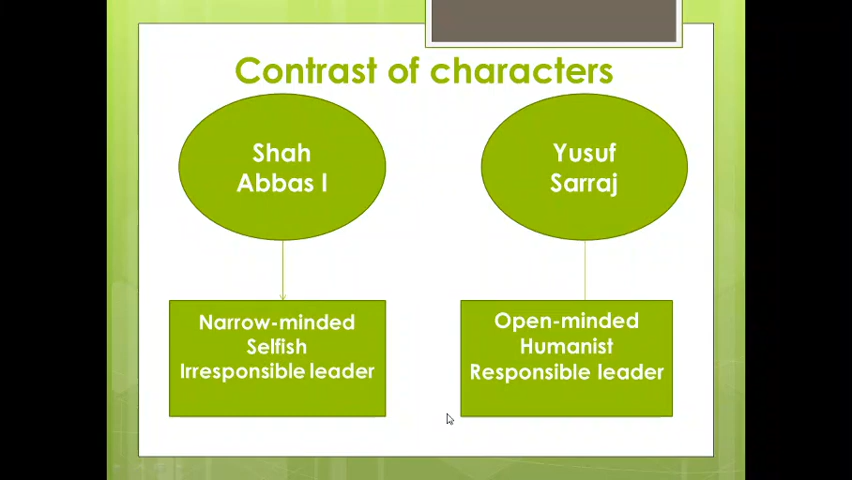 Contrast of characters
Shah
Abbas I
Yusuf
Sarraj
Narrow-minded
Selfish
Irresponsible leader
Open-minded
Humanist
Responsible leader